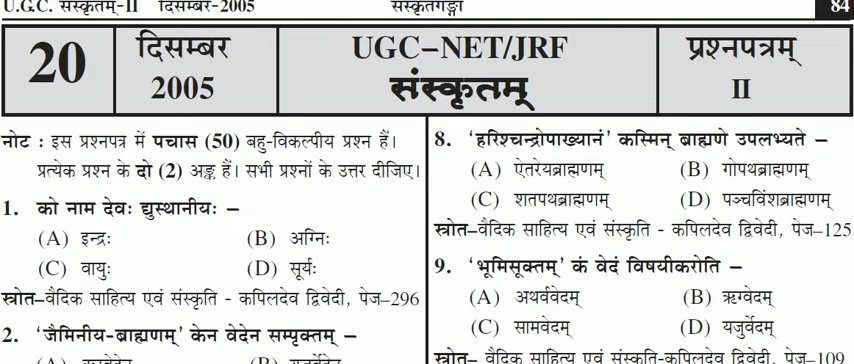 U.G.C. संस्कृतम्-II दिसम्बर-2005 संस्कृतगङ्गा 84
20
दिसम्बर
2005
UGC–NET/JRF
संस्कृतम्
प्रश्नपत्रम्
II
नोट : इस प्रश्नपत्र में पचास (50) बहु-विकल्पीय प्रश्न हैं।
प्रत्येक प्रश्न के दो (2) अङ्क हैं। सभी प्रश्नों के उत्तर दीजिए।
1. को नाम देवः द्युस्थानीयः –
(A) इन्द्रः (B) अग्निः
(C) वायुः (D) सूर्यः
स्त्रोत–वैदिक साहित्य एवं संस्कृति - कपिलदेव द्विवेदी, पेज–296
2. 'जैमिनीय-ब्राह्मणम्' केन वेदेन सम्पृक्तम् –
8. 'हरिश्चन्द्रोपाख्यानं' कस्मिन् ब्राह्मणे उपलभ्यते –
(A) ऐतरेयब्राह्मणम् (B) गोपथब्राह्मणम्
(C) शतपथब्राह्मणम् (D) पञ्चविंशब्राह्मणम्
स्त्रोत–वैदिक साहित्य एवं संस्कृति - कपिलदेव द्विवेदी, पेज–125
9. 'भूमिसूक्तम्' कं वेदं विषयीकरोति –
(A) अथर्ववेदम् (B) ऋग्वेदम्
(C) सामवेदम् (D) यजुर्वेदम्
स्त्रोत– वैदिक साहित्य एवं संस्कृति-कपिलदेव द्विवेदी, पेज–109